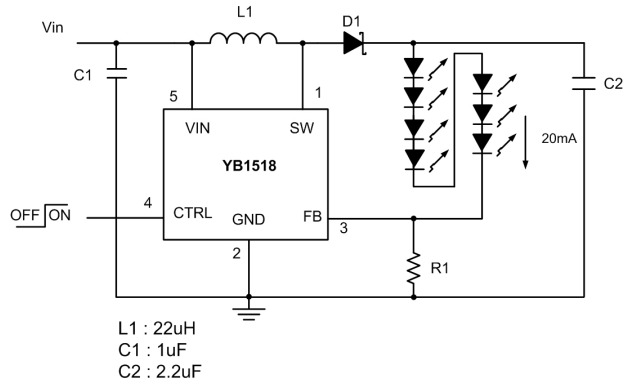 L1
Vin
D1
C1
C2
5
1
VIN
SW
20mA
YB1518
4
CTRL
GND
FB
3
OFF ON
2
R1
L1 : 22uH
C1 : 1uF
C2 : 2.2uF